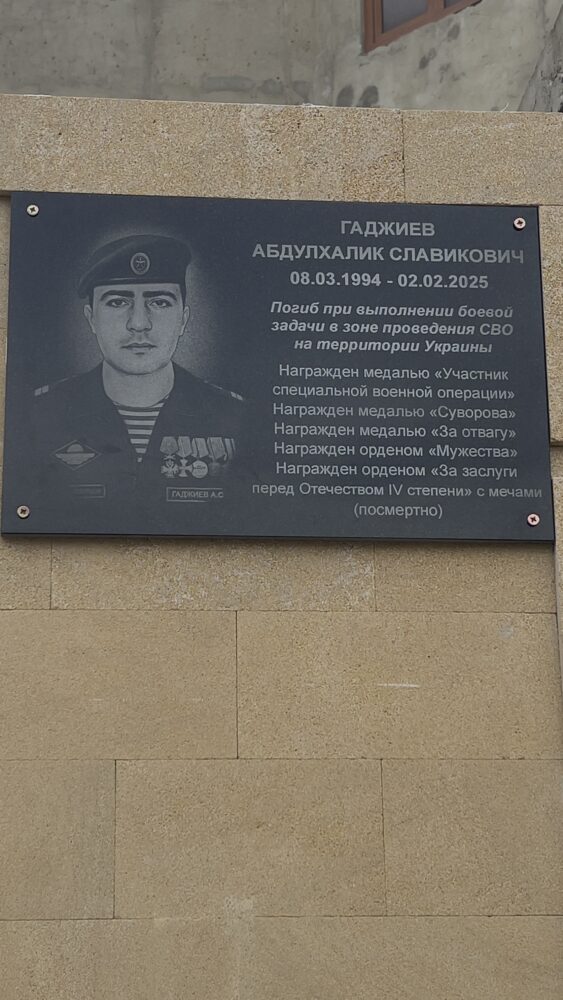 ГАДЖИЕВ
АБДУЛХАЛИК СЛАВИКОВИЧ
08.03.1994 - 02.02.2025
Погиб при выполнении боевой
задачи в зоне проведения СВО
на территории Украины
Награжден медалью «Участник
специальной военной операции»
Награжден медалью «Суворова»
Награжден медалью «За отвагу»
Награжден орденом «Мужества»
Награжден орденом «За заслуги
перед Отечеством IV степени» с мечами
(посмертно)
ГАДЖИЕВ А.С